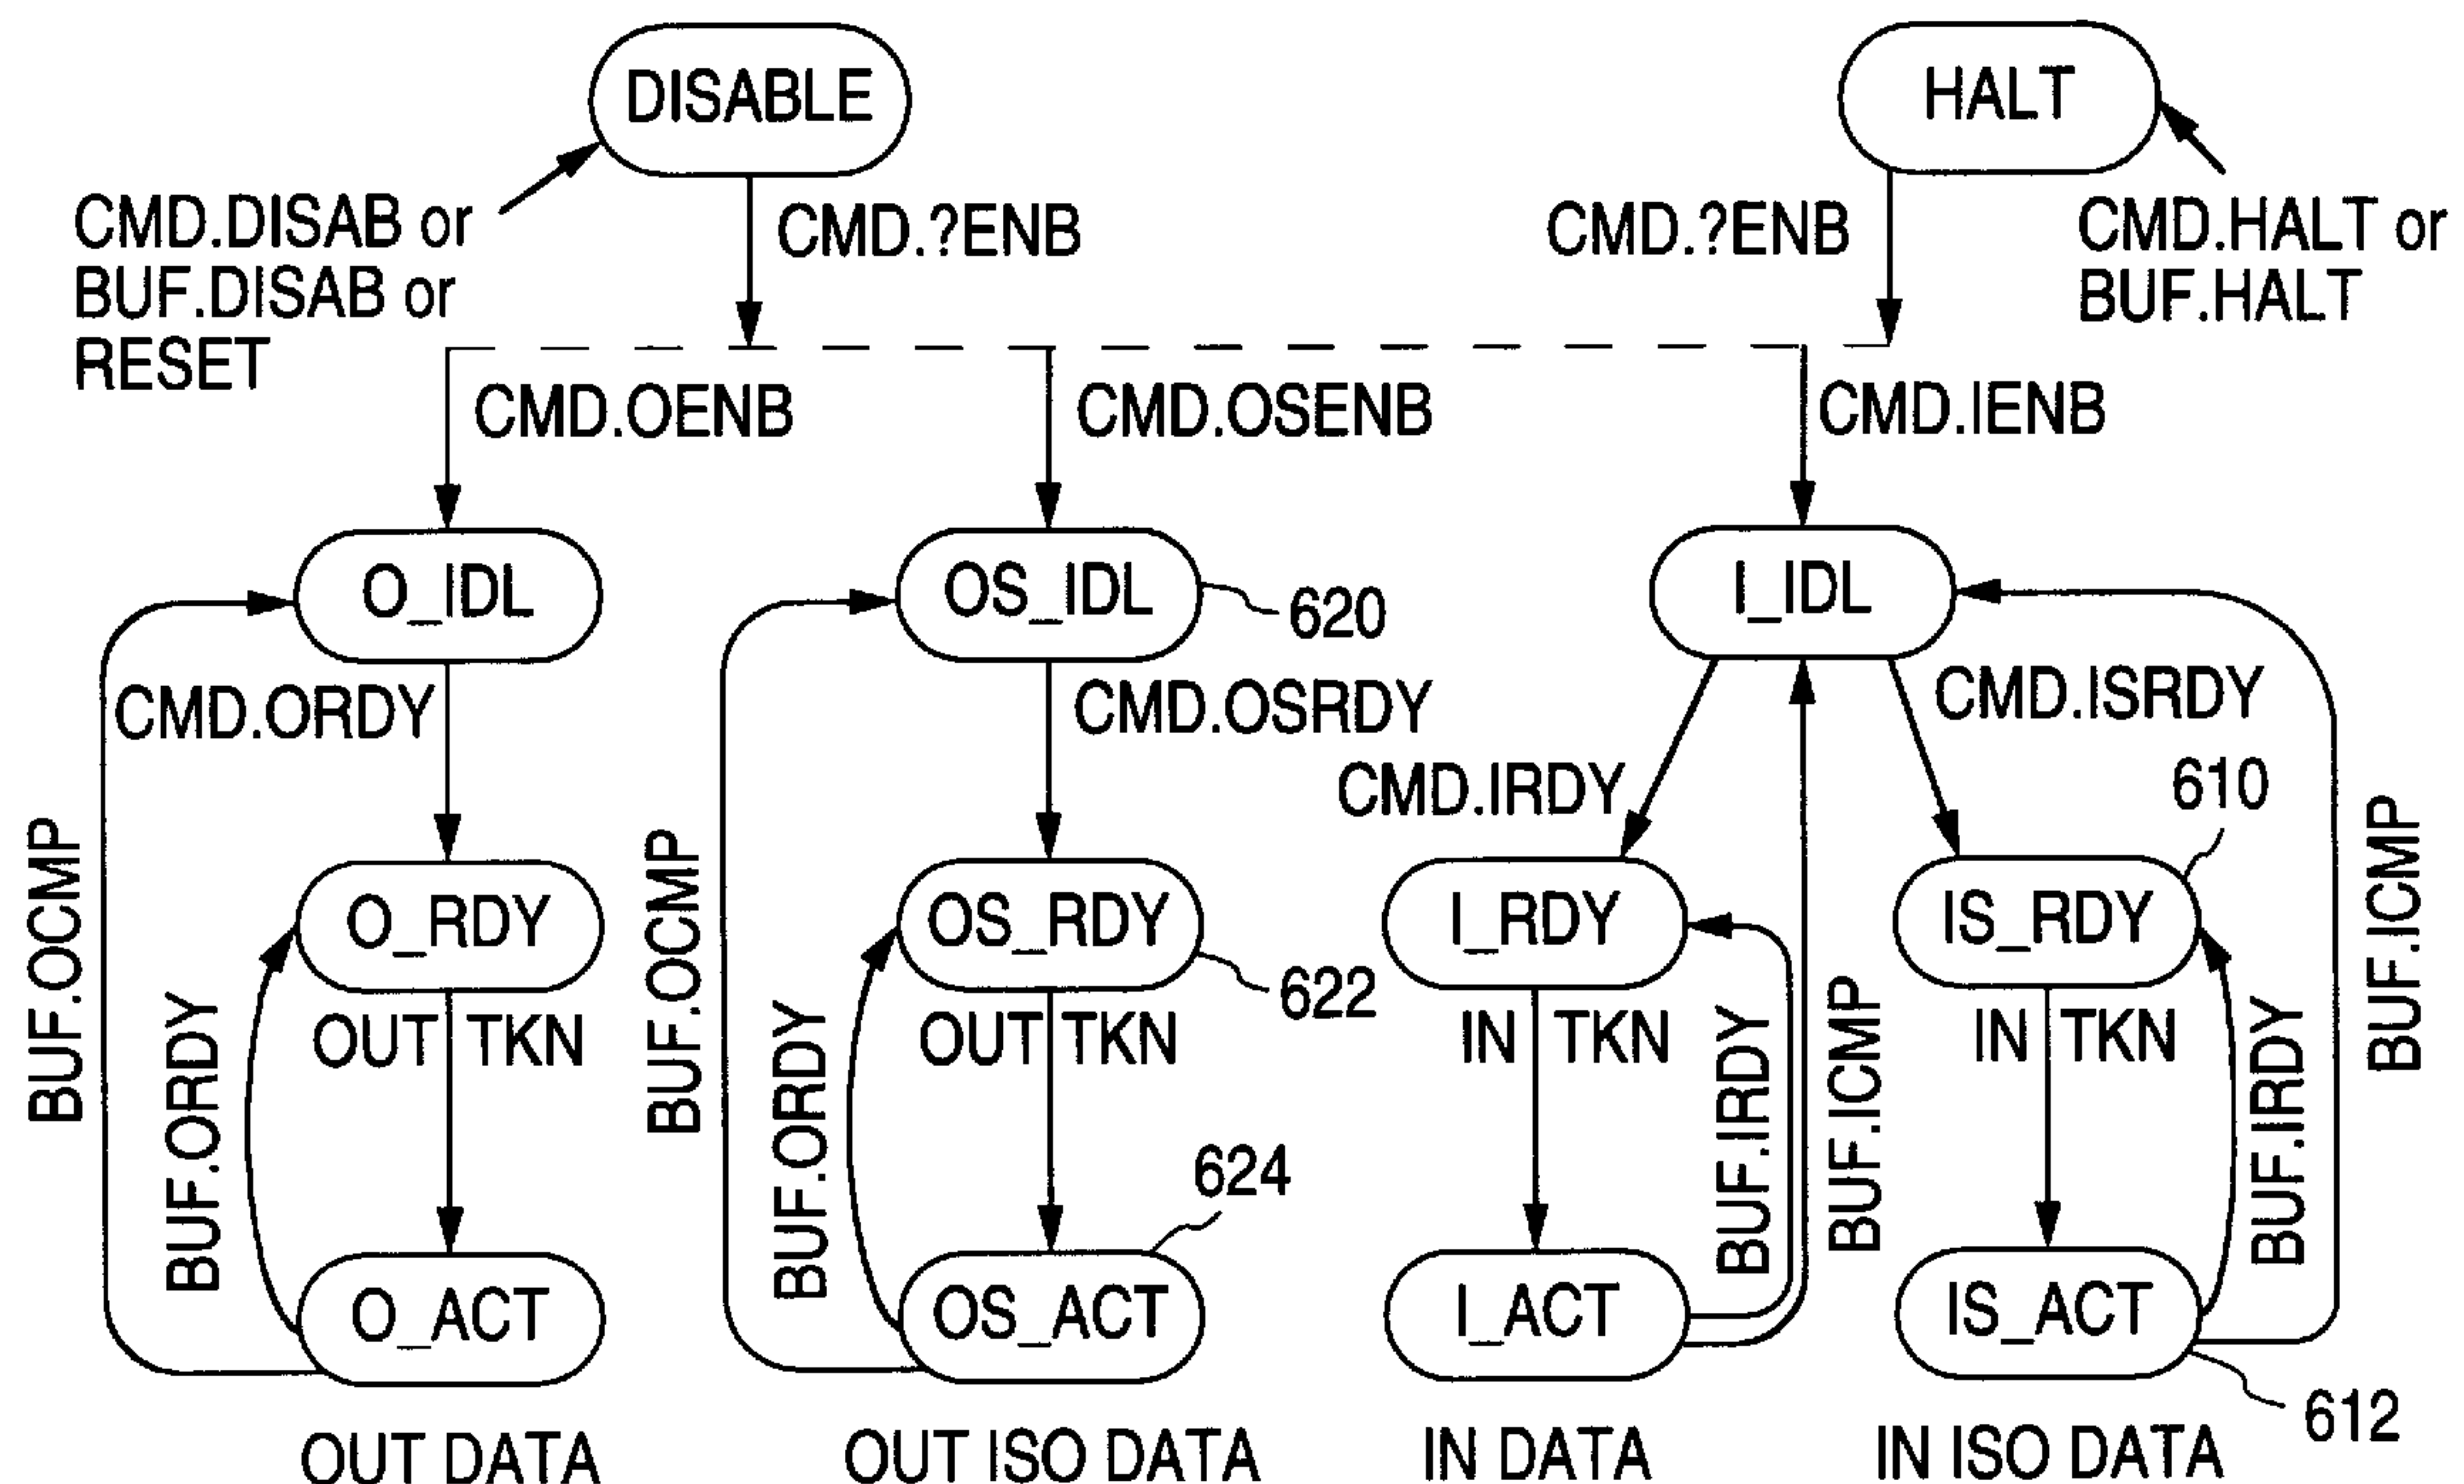 DISABLE
HALT
CMD.DISAB or
BUF.DISAB or
RESET
CMD.?ENB
CMD.?ENB
CMD.HALT or
BUF.HALT
CMD.OENB
CMD.OSENB
CMD.IENB
O_IDL
OS_IDL
620
I_IDL
CMD.ORDY
CMD.OSRDY
CMD.IRDY
CMD.ISRDY
610
BUF.OCMP
BUF.OCMP
BUF.ICMP
O_RDY
OS_RDY
622
I_RDY
IS_RDY
BUF.ORDY
OUT TKN
BUF.ORDY
OUT TKN
IN TKN
BUF.IRDY
BUF.ICMP
IN TKN
BUF.IRDY
624
O_ACT
OS_ACT
I_ACT
IS_ACT
612
OUT DATA
OUT ISO DATA
IN DATA
IN ISO DATA